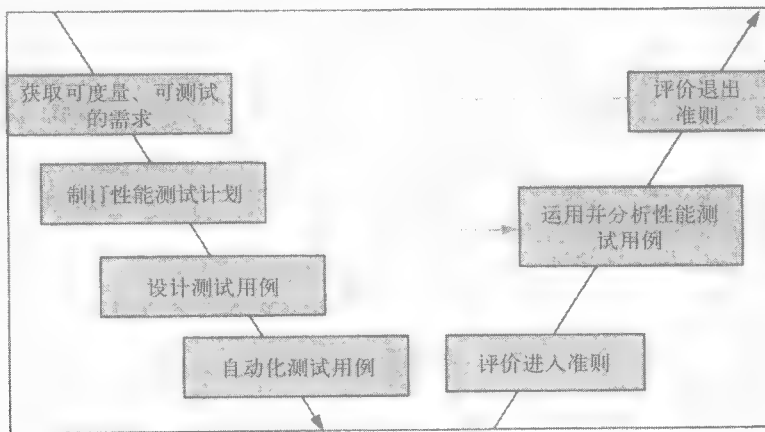 获取可度量、可测试
的需求
制订性能测试计划
设计测试用例
自动化测试用例
评价退出
准则
运用并分析性能测
试用例
评价进入准则